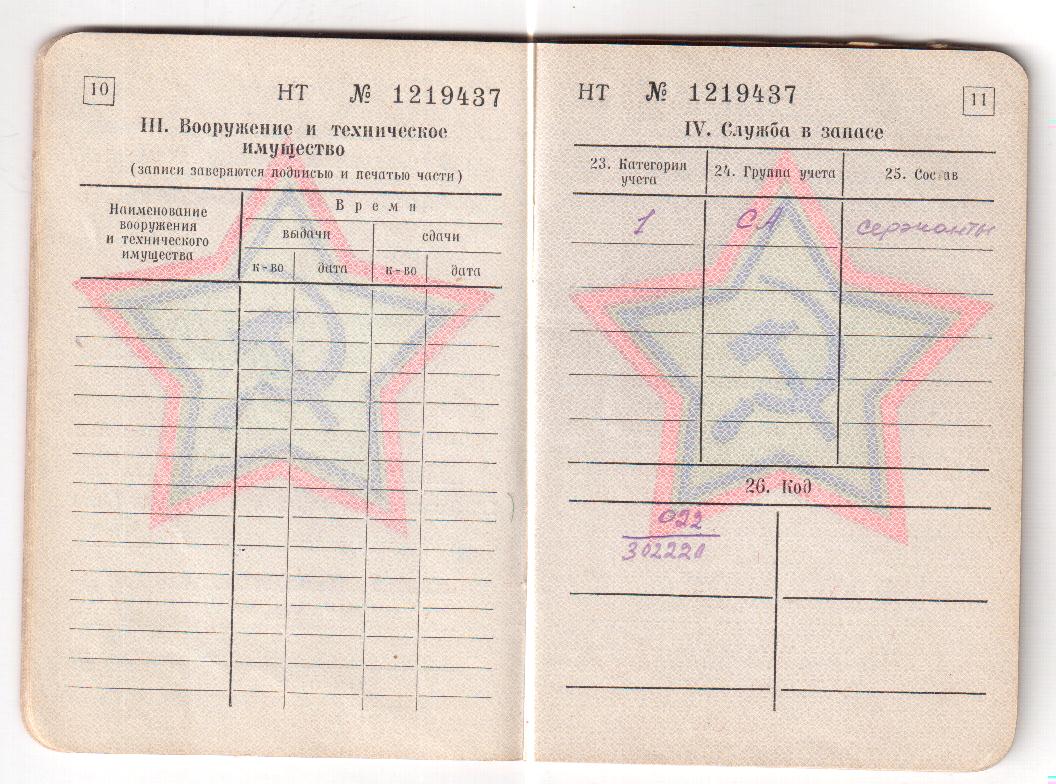 10
НТ № 1219437
III. Вооружение и техническое
имущество
(записи заверяются подписью и печатью части)
Наименование
вооружения
и технического
имущества
Время
выдачи
сдачи
к-во
дата
к-во
дата
НТ № 1219437
11
IV. Служба в запасе
23. Категория
учета
24. Группа учета
25. Состав
1
СА
сержанты
26. Код
022
302220